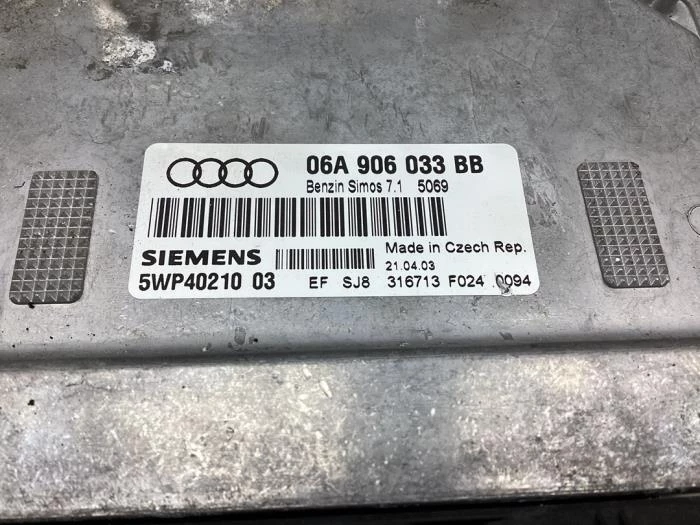 06A 906 033 BB
Benzin Simos 7.1 5069
SIEMENS
Made in Czech Rep.
21.04.03
5WP40210 03
EF SJ8 316713 F024 0094